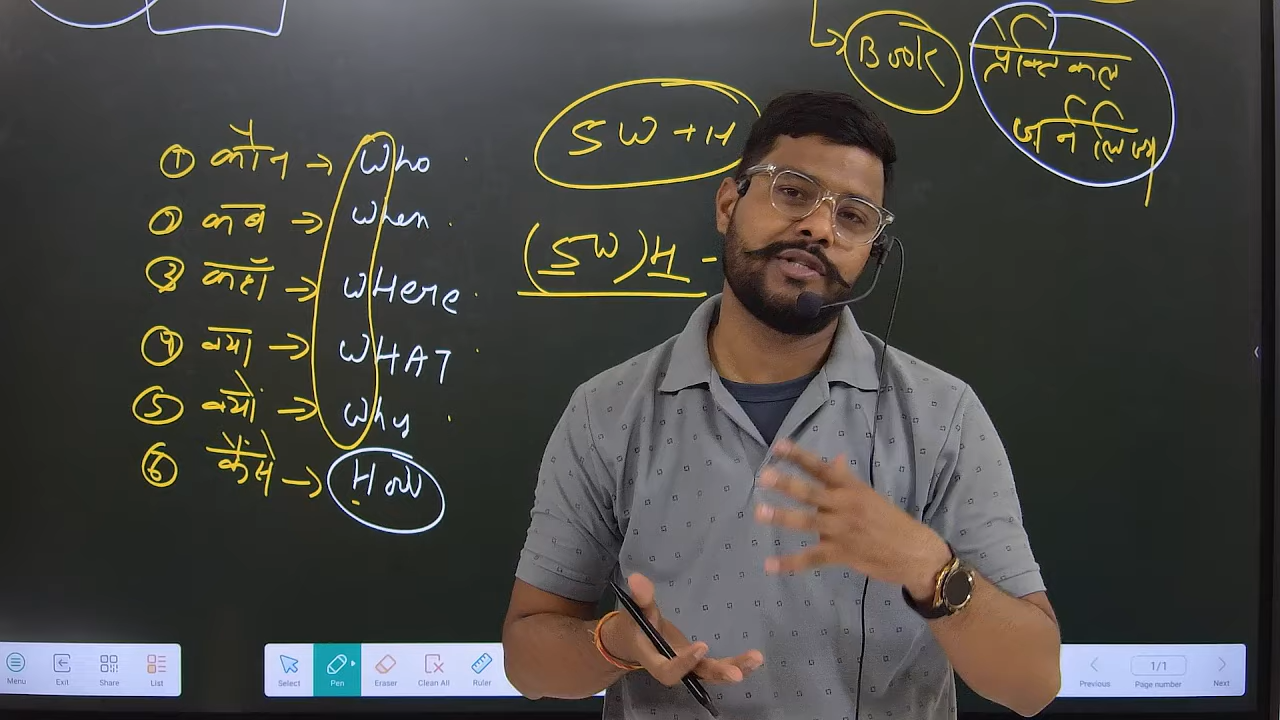 Book
प्रैक्टिकल
जर्नलिज्म
5W+H
(5W)H -
① कौन → Who
② कब → When
③ कहाँ → WHere
④ क्या → WHAT
⑤ क्यों → Why
⑥ कैसे → How
Menu Exit Share List Select Pen Eraser Clean All Ruler Previous 1/1 Page number Next